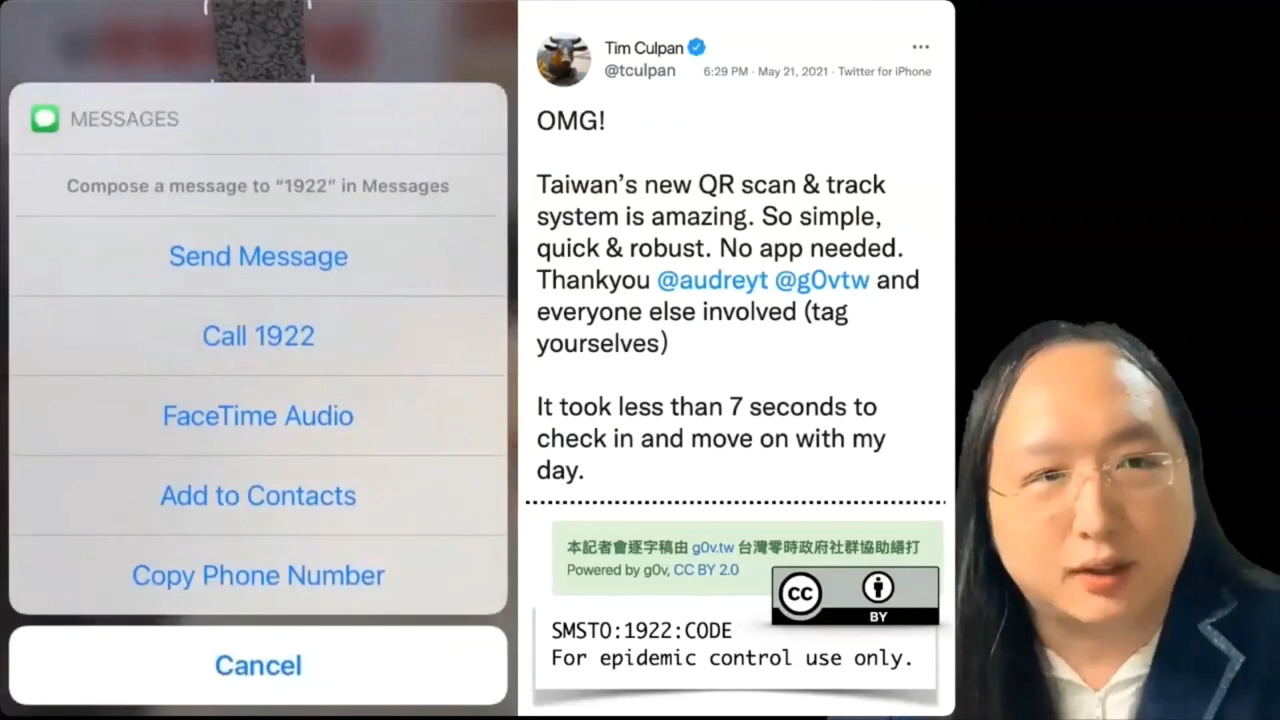 MESSAGES
Compose a message to “1922” in Messages
Send Message
Call 1922
FaceTime Audio
Add to Contacts
Copy Phone Number
Cancel
Tim Culpan
@tculpan
6:29 PM · May 21, 2021 · Twitter for iPhone
OMG!
Taiwan’s new QR scan & track
system is amazing. So simple,
quick & robust. No app needed.
Thankyou @audreyt @g0vtw and
everyone else involved (tag
yourselves)
It took less than 7 seconds to
check in and move on with my
day.
本記者會逐字稿由 g0v.tw 台灣零時政府社群協助繕打
Powered by g0v, CC BY 2.0
CC
BY
SMSTO:1922:CODE
For epidemic control use only.